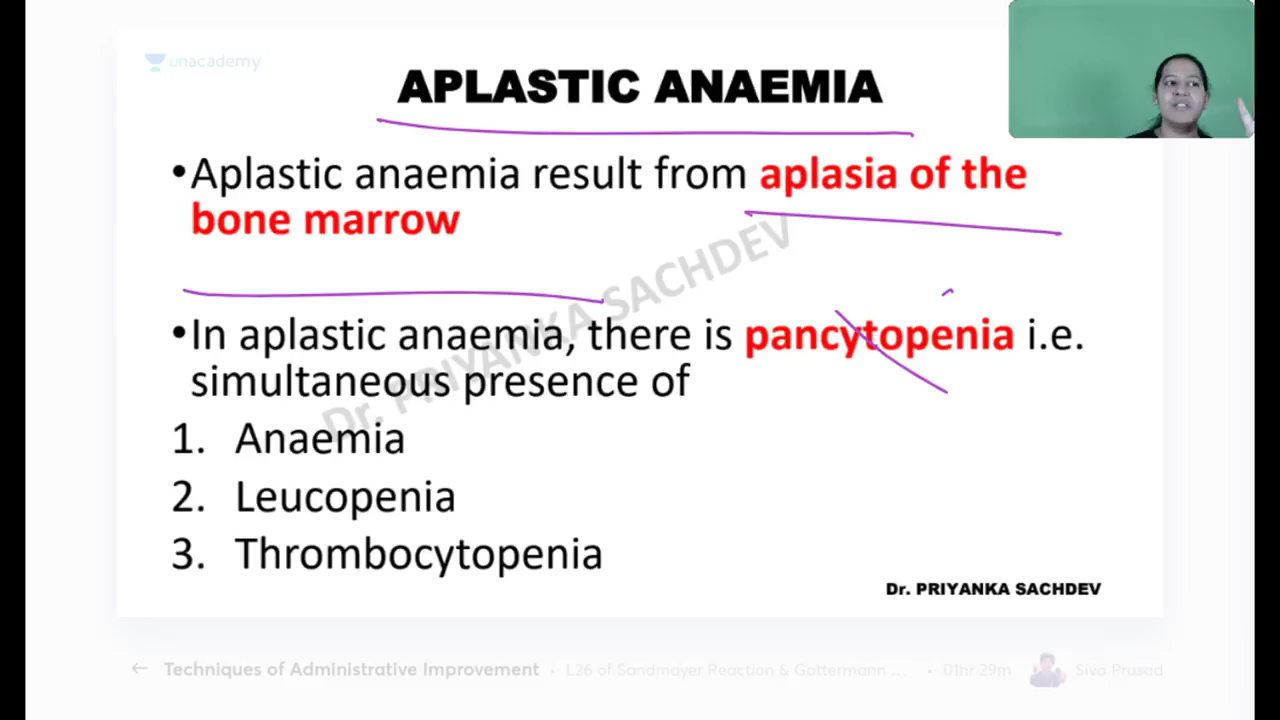 unacademy
APLASTIC ANAEMIA
•Aplastic anaemia result from aplasia of the
bone marrow
•In aplastic anaemia, there is pancytopenia i.e.
simultaneous presence of
1. Anaemia
2. Leucopenia
3. Thrombocytopenia
Dr. PRIYANKA SACHDEV
Dr. PRIYANKA SACHDEV
← Techniques of Administrative Improvement • L26 of Sandmayer Reaction & Gattermann ... • 01hr 29m Siva Prasad